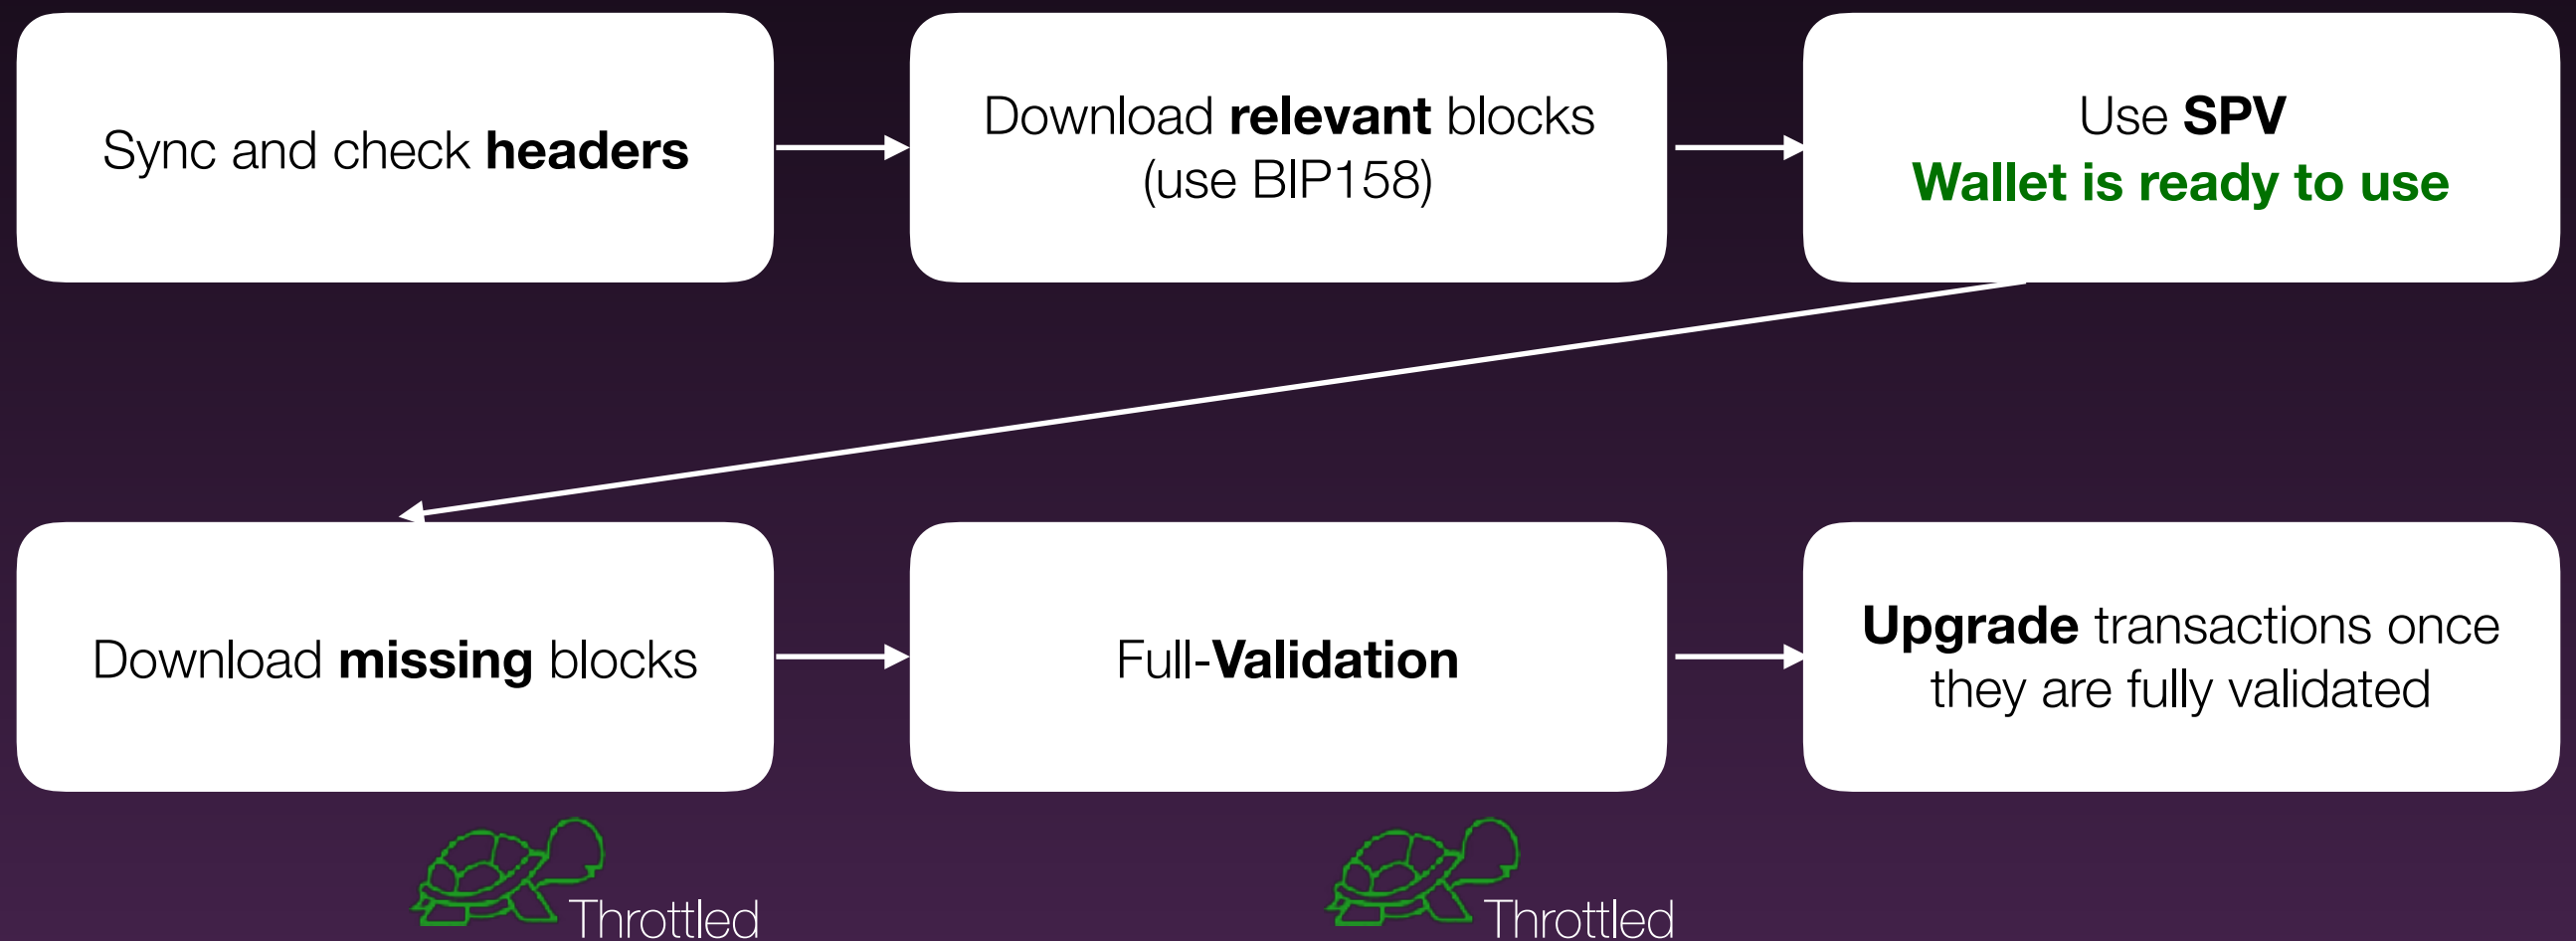 Sync and check headers
Download relevant blocks
(use BIP158)
Use SPV
Wallet is ready to use
Download missing blocks
Full-Validation
Upgrade transactions once
they are fully validated
Throttled
Throttled